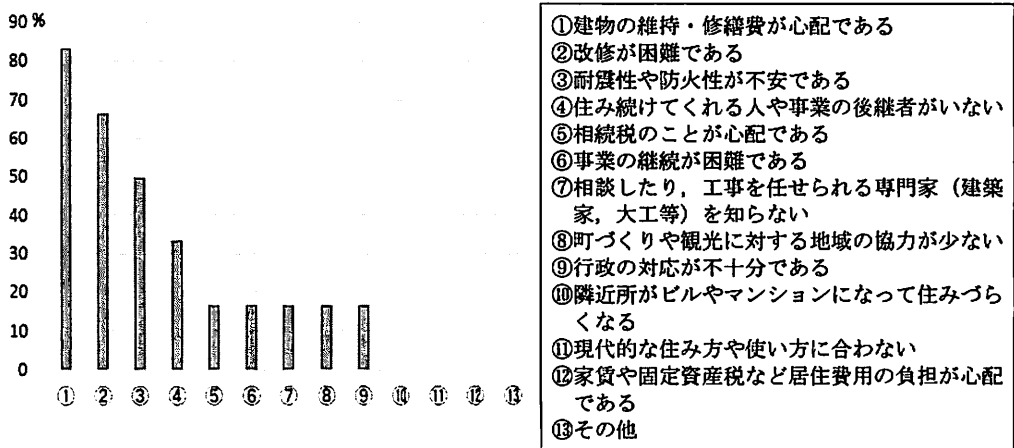 90 %
80
70
60
50
40
30
20
10
0
① ② ③ ④ ⑤ ⑥ ⑦ ⑧ ⑨ ⑩ ⑪ ⑫ ⑬
①建物の維持・修繕費が心配である
②改修が困難である
③耐震性や防火性が不安である
④住み続けてくれる人や事業の後継者がいない
⑤相続税のことが心配である
⑥事業の継続が困難である
⑦相談したり，工事を任せられる専門家（建築
家，大工等）を知らない
⑧町づくりや観光に対する地域の協力が少ない
⑨行政の対応が不十分である
⑩隣近所がビルやマンションになって住みづら
くなる
⑪現代的な住み方や使い方に合わない
⑫家賃や固定資産税など居住費用の負担が心配
である
⑬その他